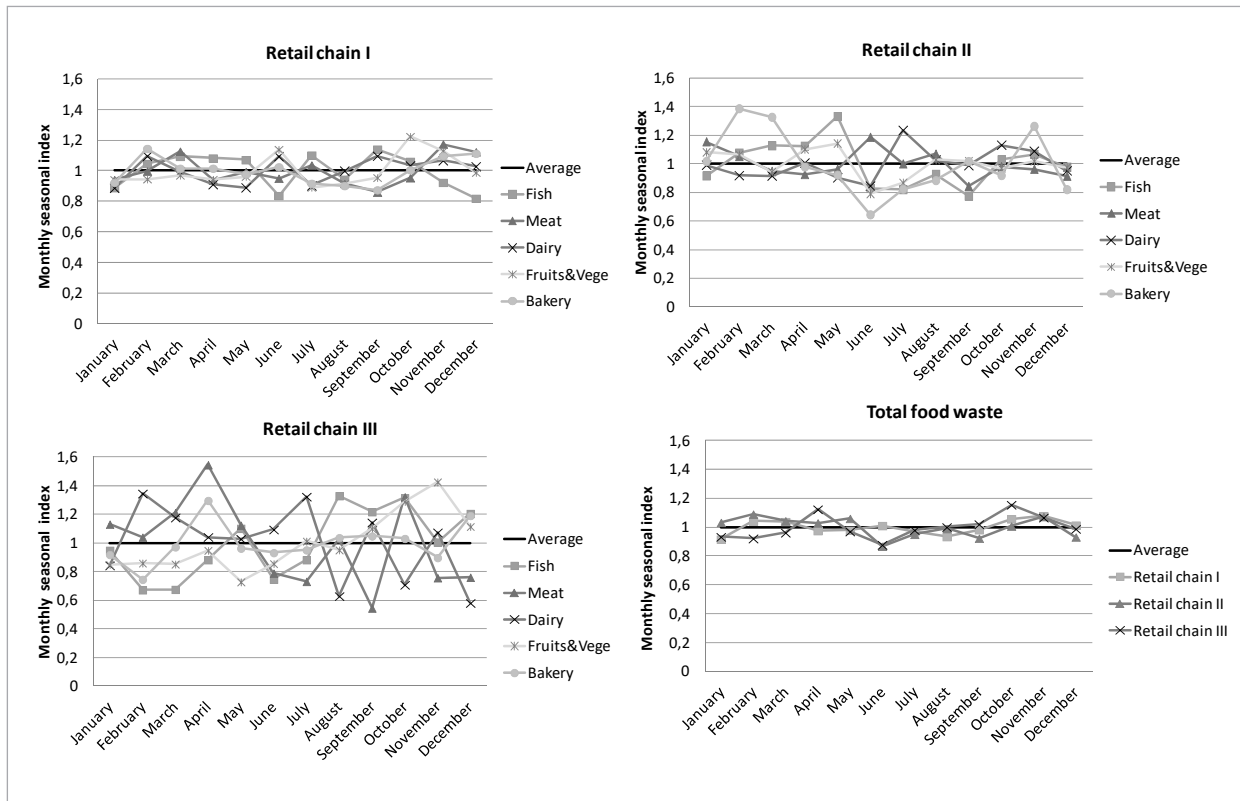 Retail chain I
Monthly seasonal index
1,6
1,4
1,2
1
0,8
0,6
0,4
0,2
0
January
February
March
April
May
June
July
August
September
October
November
December
Average
Fish
Meat
Dairy
Fruits&Vege
Bakery
Retail chain II
Monthly seasonal index
1,6
1,4
1,2
1
0,8
0,6
0,4
0,2
0
January
February
March
April
May
June
July
August
September
October
November
December
Average
Fish
Meat
Dairy
Fruits&Vege
Bakery
Retail chain III
Monthly seasonal index
1,6
1,4
1,2
1
0,8
0,6
0,4
0,2
0
January
February
March
April
May
June
July
August
September
October
November
December
Average
Fish
Meat
Dairy
Fruits&Vege
Bakery
Total food waste
Monthly seasonal index
1,6
1,4
1,2
1
0,8
0,6
0,4
0,2
0
January
February
March
April
May
June
July
August
September
October
November
December
Average
Retail chain I
Retail chain II
Retail chain III